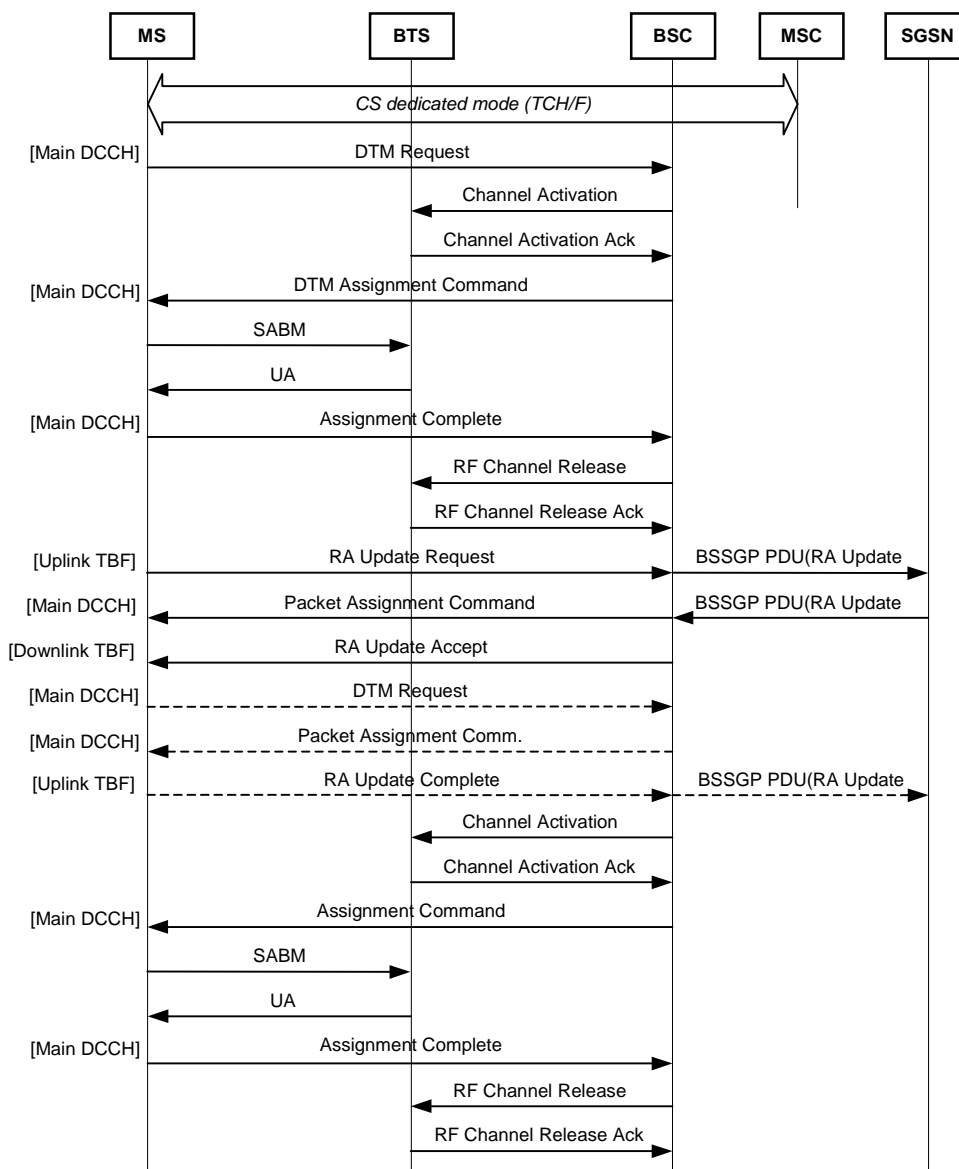 MS BTS BSC MSC SGSN
CS dedicated mode (TCH/F)
[Main DCCH] DTM Request
Channel Activation
Channel Activation Ack
[Main DCCH] DTM Assignment Command
SABM
UA
[Main DCCH] Assignment Complete
RF Channel Release
RF Channel Release Ack
[Uplink TBF] RA Update Request BSSGP PDU(RA Update
[Main DCCH] Packet Assignment Command BSSGP PDU(RA Update
[Downlink TBF] RA Update Accept
[Main DCCH] DTM Request
[Main DCCH] Packet Assignment Comm.
[Uplink TBF] RA Update Complete BSSGP PDU(RA Update
Channel Activation
Channel Activation Ack
[Main DCCH] Assignment Command
SABM
UA
[Main DCCH] Assignment Complete
RF Channel Release
RF Channel Release Ack